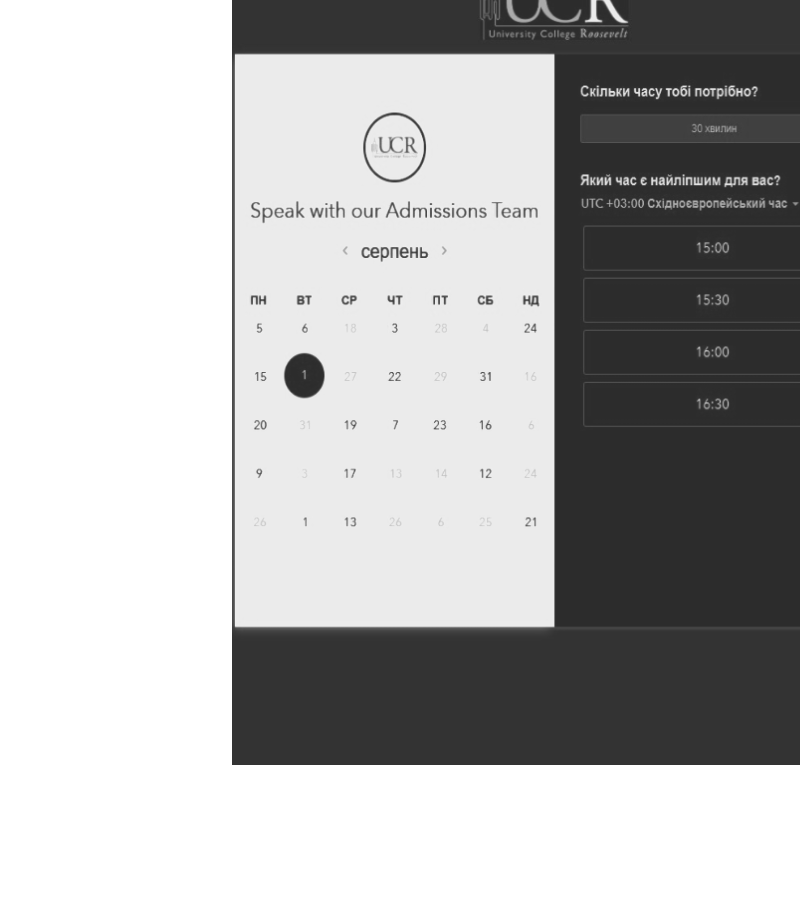 UCR
University College Roosevelt
UCR
Speak with our Admissions Team
‹ серпень ›
ПН ВТ СР ЧТ ПТ СБ НД
5 6 18 3 28 4 24
15 1 27 22 29 31 16
20 31 19 7 23 16 6
9 3 17 13 14 12 24
26 1 13 26 6 25 21
Скільки часу тобі потрібно?
30 хвилин
Який час є найліпшим для вас?
UTC +03:00 Східноєвропейський час
15:00
15:30
16:00
16:30